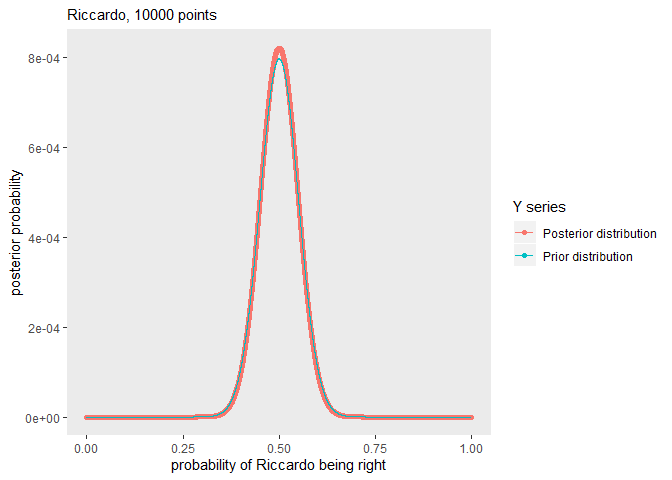 Riccardo, 10000 points
8e-04
6e-04
4e-04
2e-04
0e+00
posterior probability
0.00 0.25 0.50 0.75 1.00
probability of Riccardo being right
Y series
Posterior distribution
Prior distribution